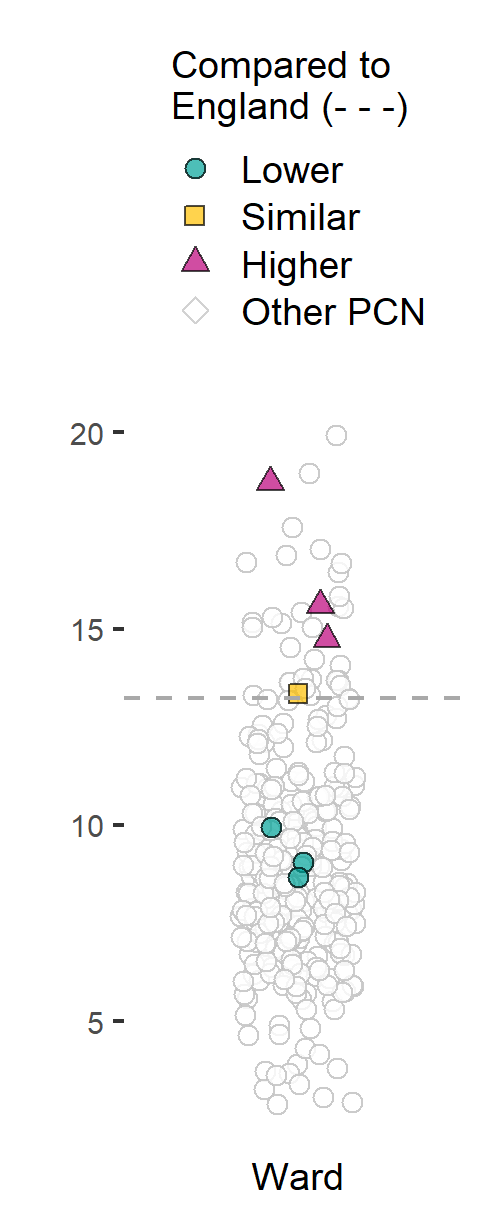 Compared to
England (- - -)
Lower
Similar
Higher
Other PCN
20
15
10
5
Ward